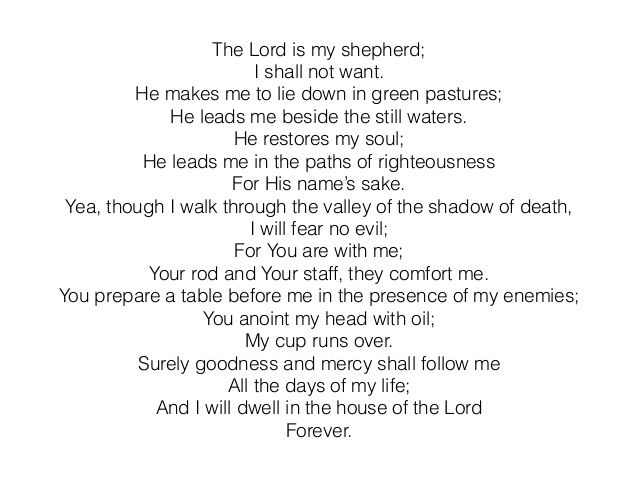 The Lord is my shepherd;
I shall not want.
He makes me to lie down in green pastures;
He leads me beside the still waters.
He restores my soul;
He leads me in the paths of righteousness
For His name’s sake.
Yea, though I walk through the valley of the shadow of death,
I will fear no evil;
For You are with me;
Your rod and Your staff, they comfort me.
You prepare a table before me in the presence of my enemies;
You anoint my head with oil;
My cup runs over.
Surely goodness and mercy shall follow me
All the days of my life;
And I will dwell in the house of the Lord
Forever.